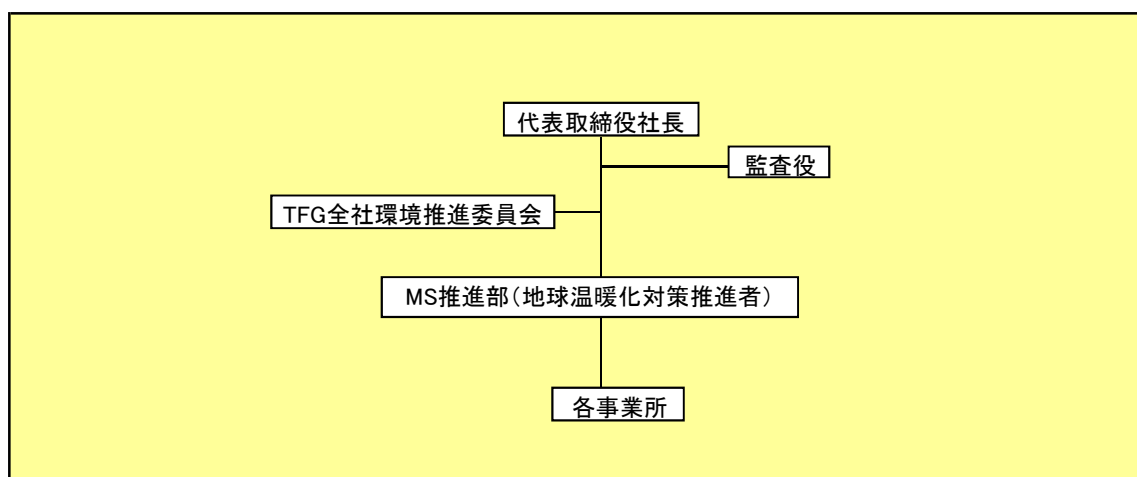 代表取締役社長
監査役
TFG全社環境推進委員会
MS推進部（地球温暖化対策推進者）
各事業所